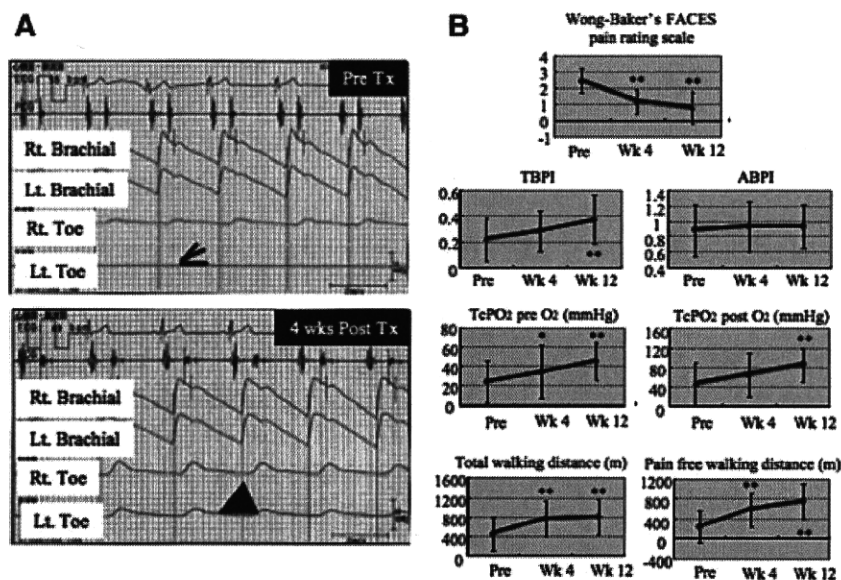 A
Pre Tx
Rt. Brachial
Lt. Brachial
Rt. Toe
Lt. Toe
4 wks Post Tx
Rt. Brachial
Lt. Brachial
Rt. Toe
Lt. Toe
B
Wong-Baker's FACES
pain rating scale
4
3
2
1
0
-1
Pre Wk 4 Wk 12
TBPI
0.6
0.4
0.2
0
Pre Wk 4 Wk 12
ABPI
1.4
1.2
1
0.8
0.6
0.4
Pre Wk 4 Wk 12
TcPO2 pre O2 (mmHg)
80
60
40
20
0
Pre Wk 4 Wk 12
TcPO2 post O2 (mmHg)
160
120
80
40
0
Pre Wk 4 Wk 12
Total walking distance (m)
1600
1200
800
400
0
Pre Wk 4 Wk 12
Pain free walking distance (m)
1200
800
400
0
-400
Pre Wk 4 Wk 12